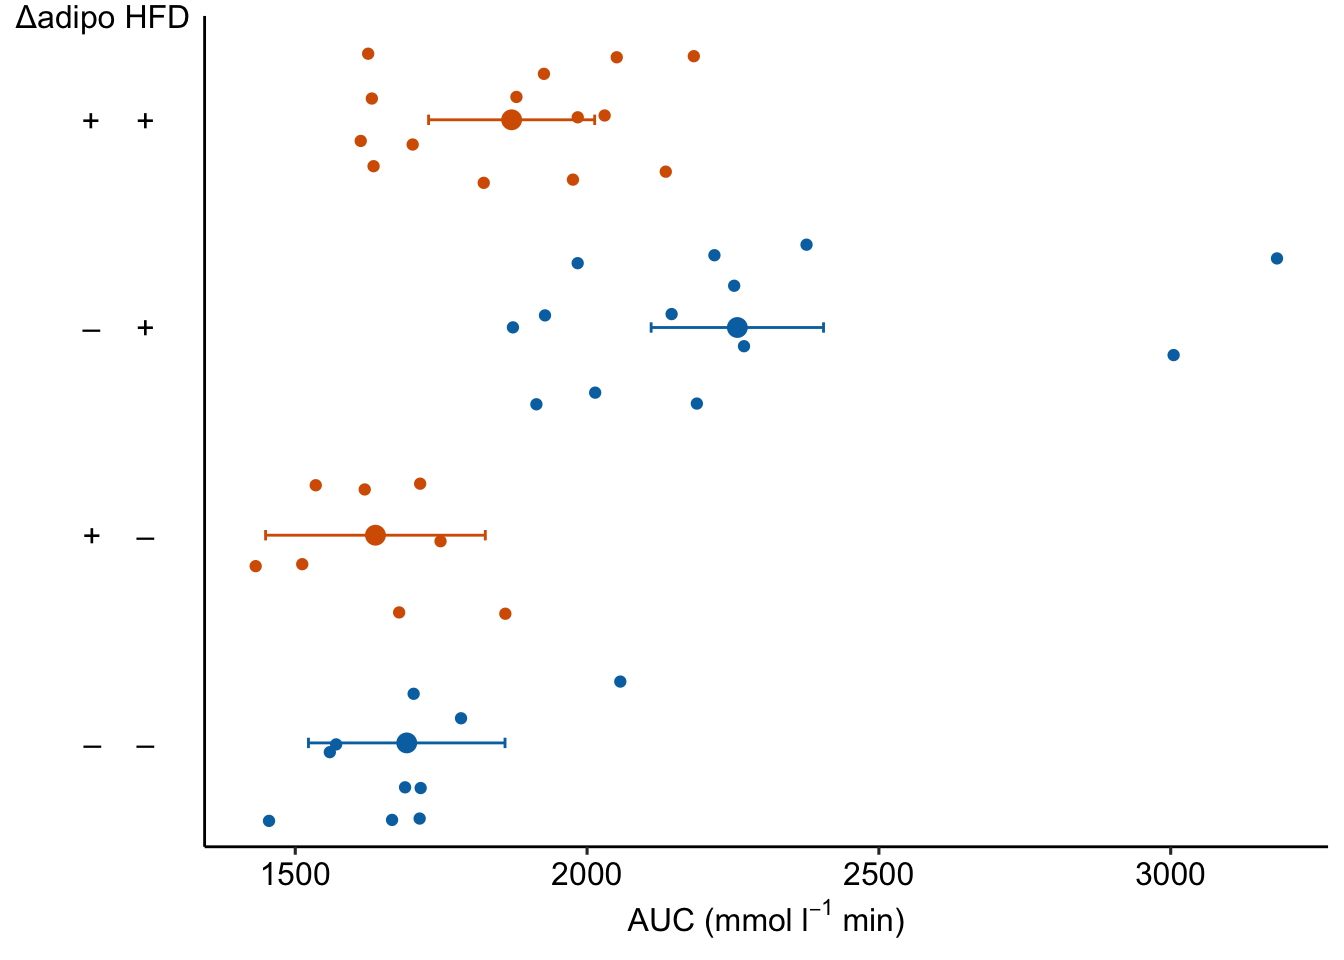 Δadipo HFD
+ +
– +
+ –
– –
1500 2000 2500 3000
AUC (mmol l⁻¹ min)